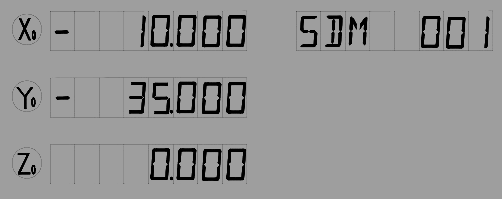 X₀ - 10.000 SDM 001
Y₀ - 35.000
Z₀ 0.000